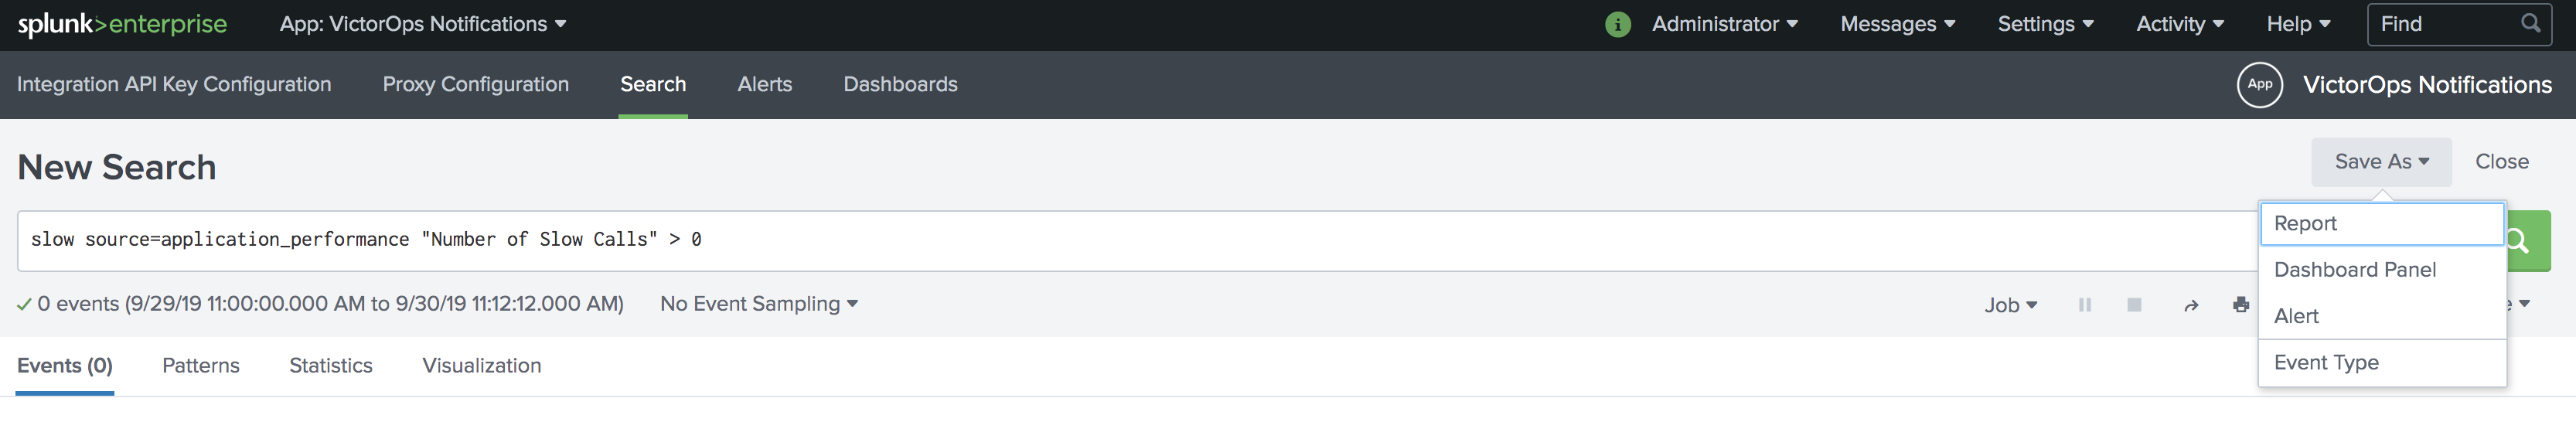 splunk>enterprise App: VictorOps Notifications i Administrator Messages Settings Activity Help Find
Integration API Key Configuration Proxy Configuration Search Alerts Dashboards App VictorOps Notifications
New Search Save As Close
Report
slow source=application_performance "Number of Slow Calls" > 0
Dashboard Panel
0 events (9/29/19 11:00:00.000 AM to 9/30/19 11:12:12.000 AM) No Event Sampling Job
Alert
Event Type
Events (0) Patterns Statistics Visualization